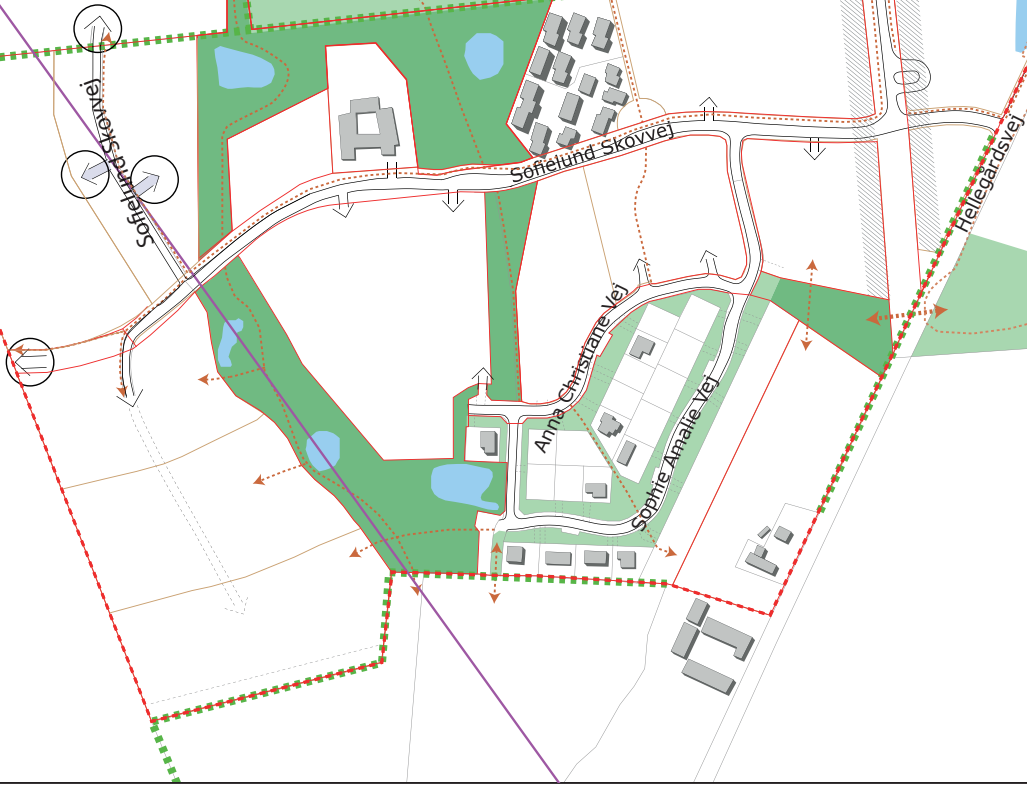 Sofielund Skovvej
Sofielund Skovvej
Hellegårdsvej
Anna Christiane Vej
Sophie Amalie Vej